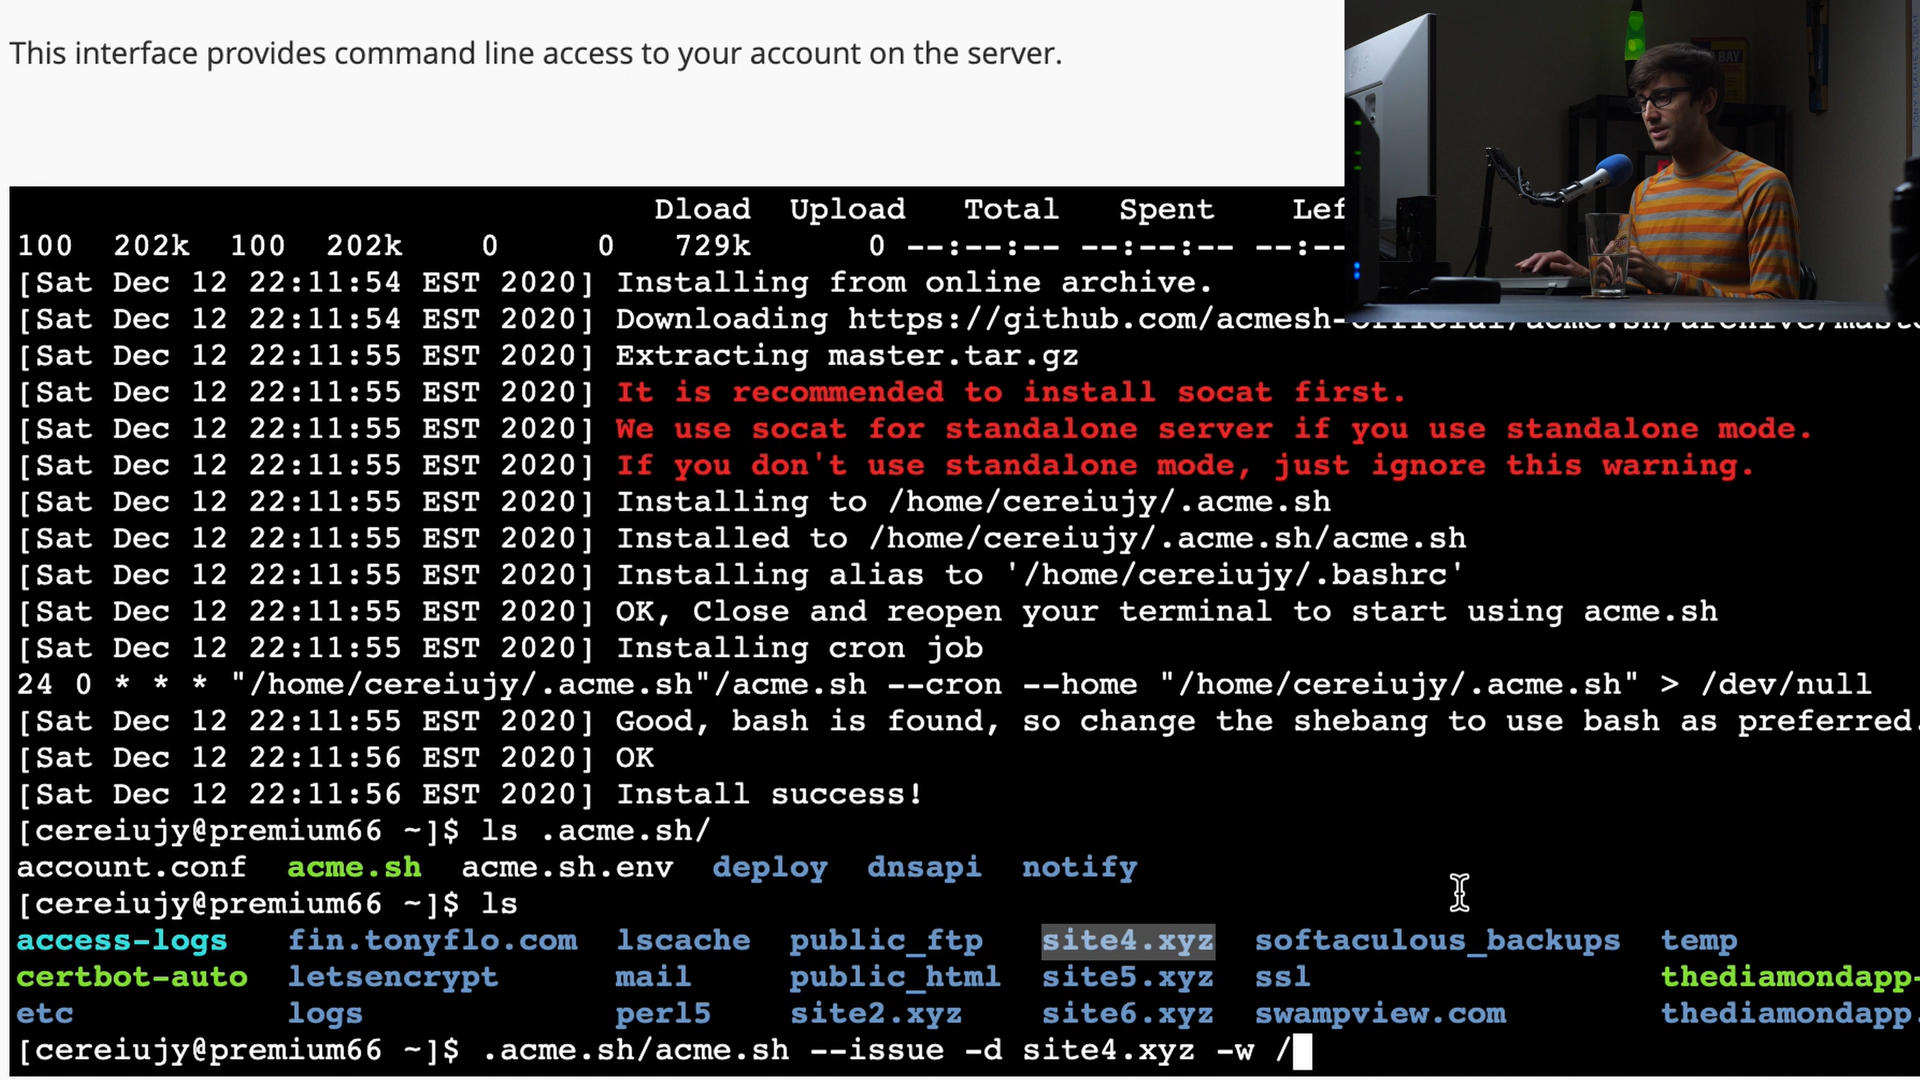 This interface provides command line access to your account on the server.
Dload Upload Total Spent Lef
100 202k 100 202k 0 0 729k 0 --:--:-- --:--:-- --:--
[Sat Dec 12 22:11:54 EST 2020] Installing from online archive.
[Sat Dec 12 22:11:54 EST 2020] Downloading https://github.com/acmesh-official/acme.sh/archive/mast
[Sat Dec 12 22:11:55 EST 2020] Extracting master.tar.gz
[Sat Dec 12 22:11:55 EST 2020] It is recommended to install socat first.
[Sat Dec 12 22:11:55 EST 2020] We use socat for standalone server if you use standalone mode.
[Sat Dec 12 22:11:55 EST 2020] If you don't use standalone mode, just ignore this warning.
[Sat Dec 12 22:11:55 EST 2020] Installing to /home/cereiujy/.acme.sh
[Sat Dec 12 22:11:55 EST 2020] Installed to /home/cereiujy/.acme.sh/acme.sh
[Sat Dec 12 22:11:55 EST 2020] Installing alias to '/home/cereiujy/.bashrc'
[Sat Dec 12 22:11:55 EST 2020] OK, Close and reopen your terminal to start using acme.sh
[Sat Dec 12 22:11:55 EST 2020] Installing cron job
24 0 * * * "/home/cereiujy/.acme.sh"/acme.sh --cron --home "/home/cereiujy/.acme.sh" > /dev/null
[Sat Dec 12 22:11:55 EST 2020] Good, bash is found, so change the shebang to use bash as preferred.
[Sat Dec 12 22:11:56 EST 2020] OK
[Sat Dec 12 22:11:56 EST 2020] Install success!
[cereiujy@premium66 ~]$ ls .acme.sh/
account.conf acme.sh acme.sh.env deploy dnsapi notify
[cereiujy@premium66 ~]$ ls
access-logs fin.tonyflo.com lscache public_ftp site4.xyz softaculous_backups temp
certbot-auto letsencrypt mail public_html site5.xyz ssl thediamondapp-
etc logs perl5 site2.xyz site6.xyz swampview.com thediamondapp.
[cereiujy@premium66 ~]$ .acme.sh/acme.sh --issue -d site4.xyz -w /